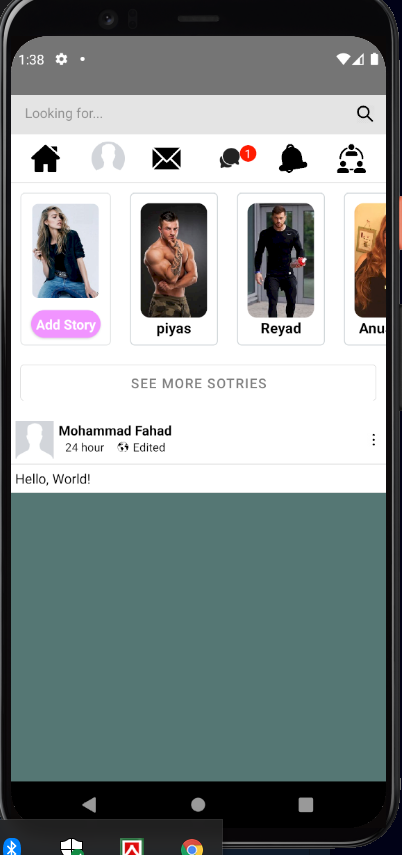 1:38
Looking for...
1
Add Story
piyas
Reyad
Anu
SEE MORE SOTRIES
Mohammad Fahad
24 hour Edited
Hello, World!